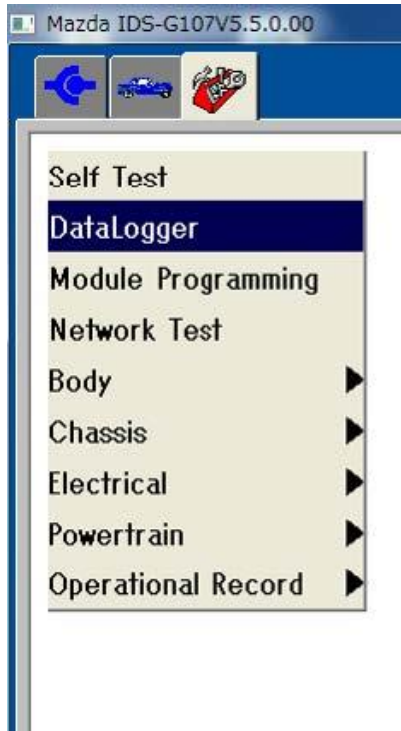 Mazda IDS-G107V5.5.0.00
Self Test
DataLogger
Module Programming
Network Test
Body
Chassis
Electrical
Powertrain
Operational Record